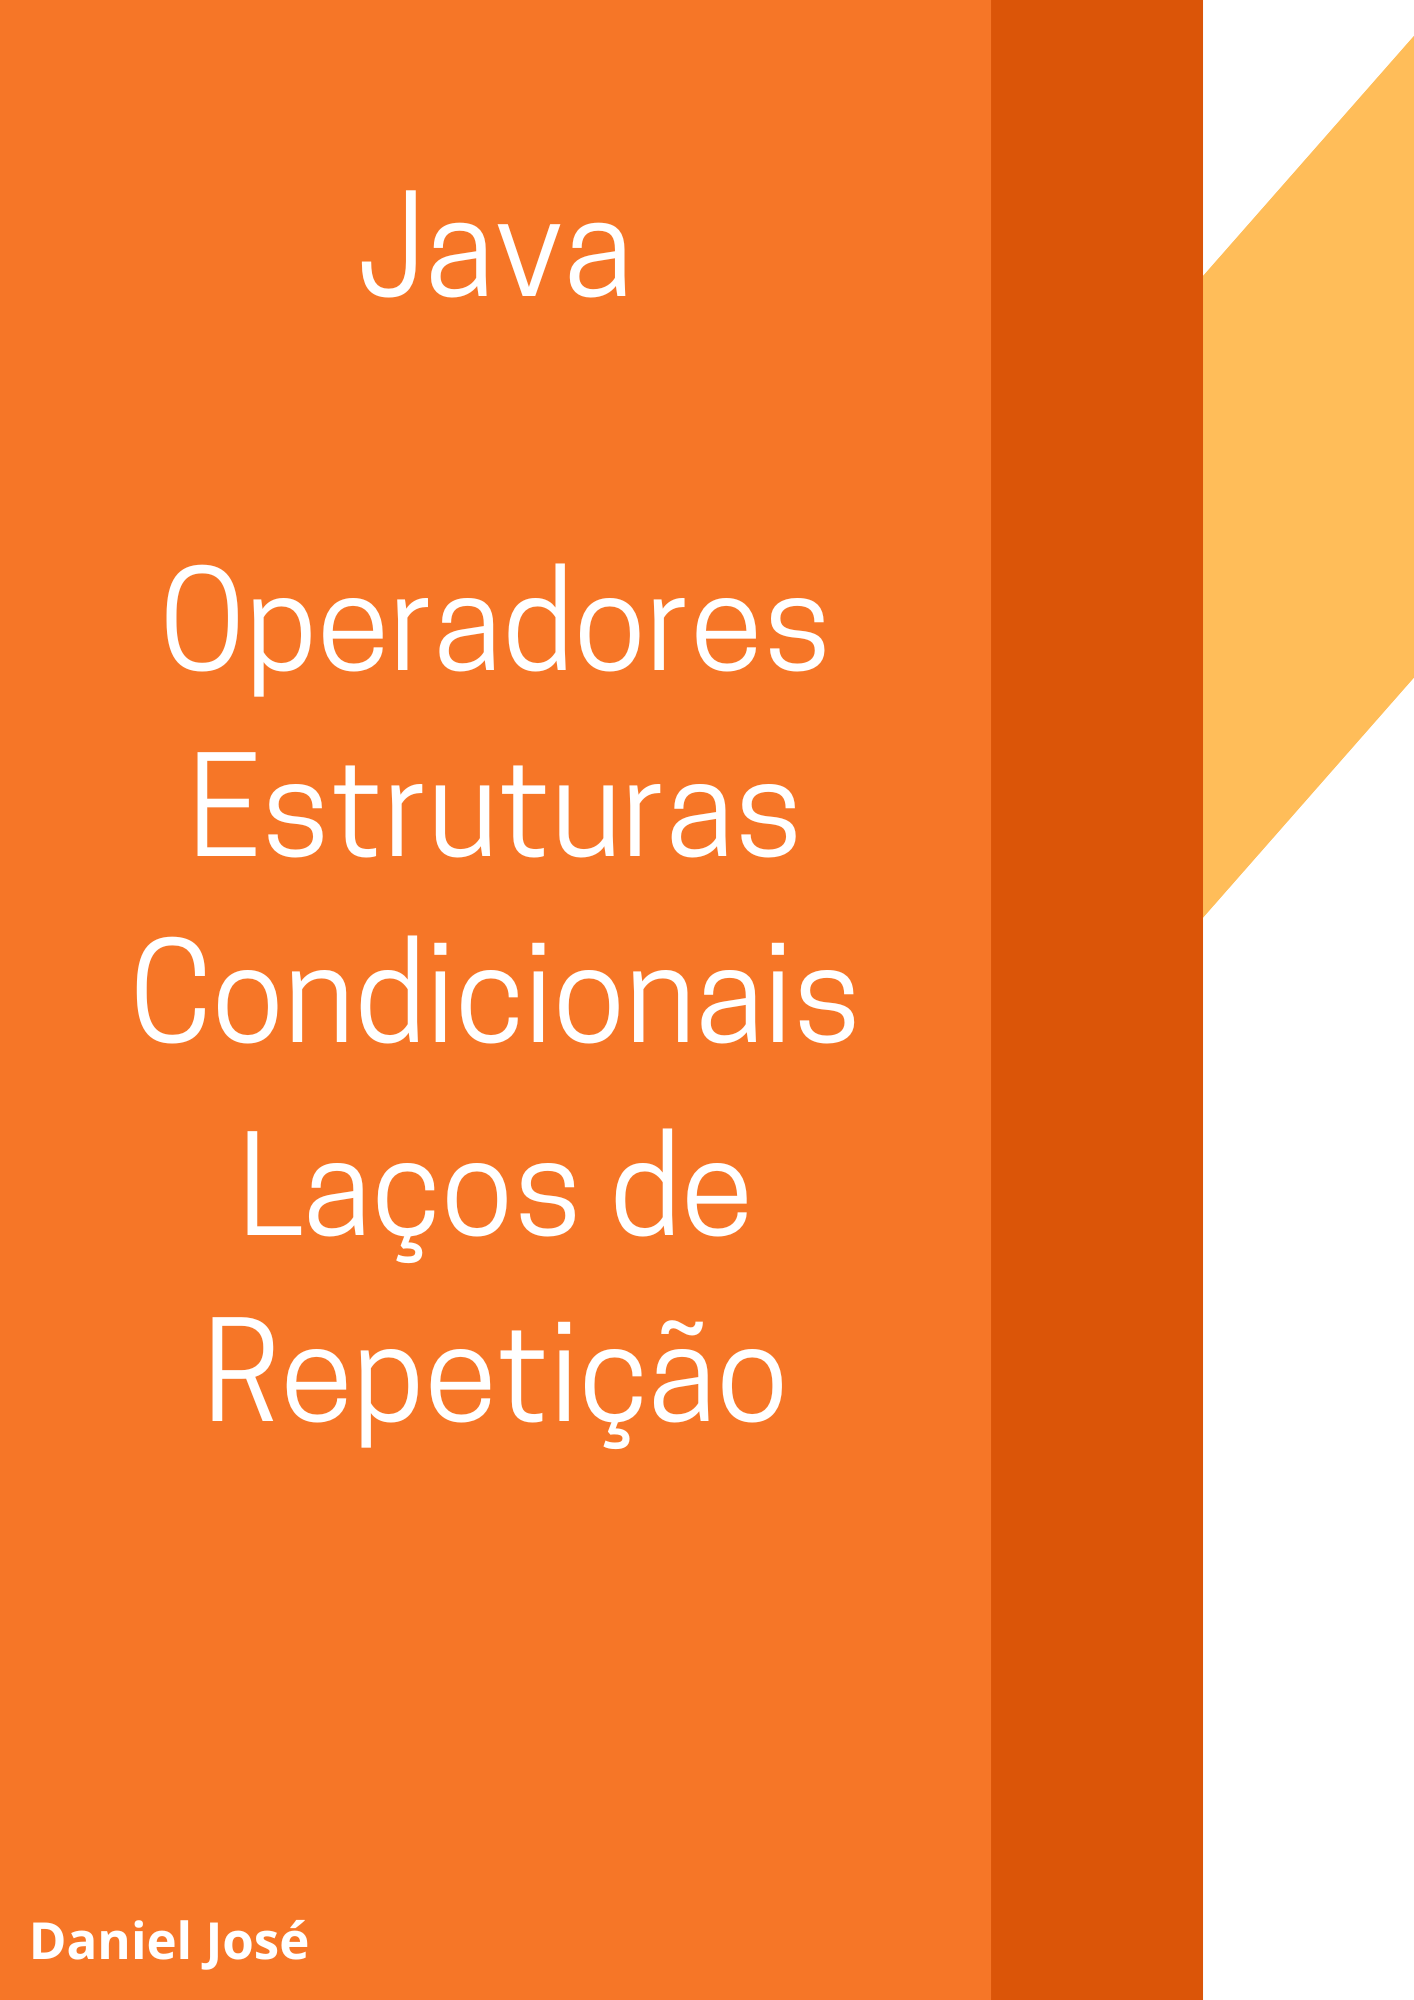 Java
Operadores
Estruturas
Condicionais
Laços de
Repetição
Daniel José